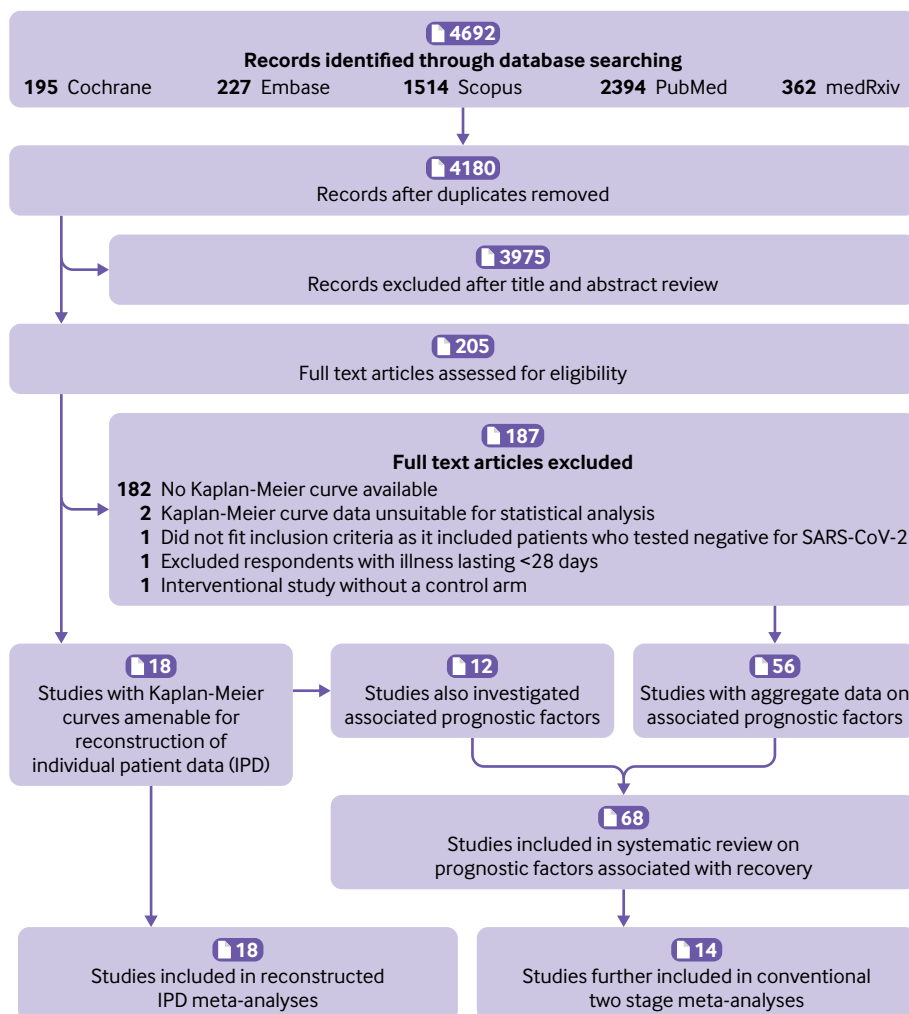 4692
Records identified through database searching
195 Cochrane 227 Embase 1514 Scopus 2394 PubMed 362 medRxiv
4180
Records after duplicates removed
3975
Records excluded after title and abstract review
205
Full text articles assessed for eligibility
187
Full text articles excluded
182 No Kaplan-Meier curve available
2 Kaplan-Meier curve data unsuitable for statistical analysis
1 Did not fit inclusion criteria as it included patients who tested negative for SARS-CoV-2
1 Excluded respondents with illness lasting <28 days
1 Interventional study without a control arm
18
Studies with Kaplan-Meier
curves amenable for
reconstruction of
individual patient data (IPD)
12
Studies also investigated
associated prognostic factors
56
Studies with aggregate data on
associated prognostic factors
68
Studies included in systematic review on
prognostic factors associated with recovery
18
Studies included in reconstructed
IPD meta-analyses
14
Studies further included in conventional
two stage meta-analyses